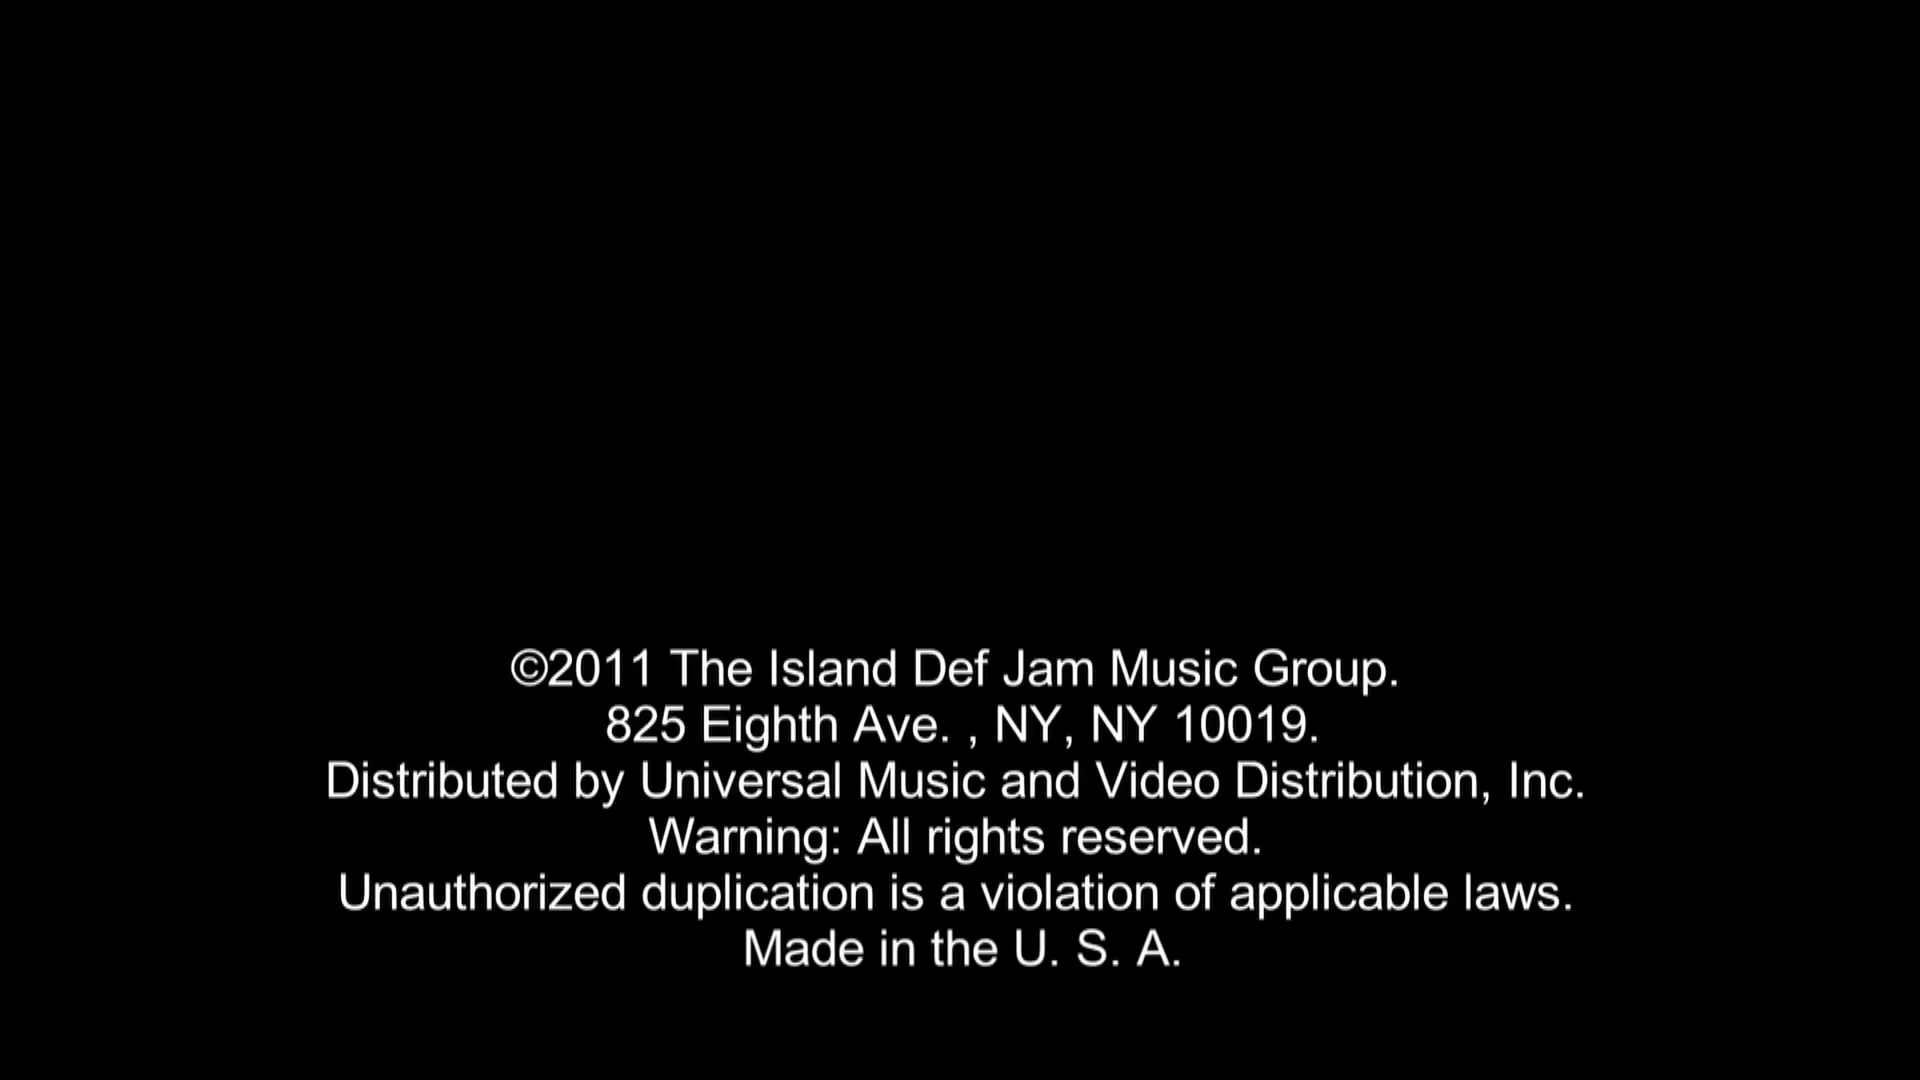 ©2011 The Island Def Jam Music Group.
825 Eighth Ave. , NY, NY 10019.
Distributed by Universal Music and Video Distribution, Inc.
Warning: All rights reserved.
Unauthorized duplication is a violation of applicable laws.
Made in the U. S. A.